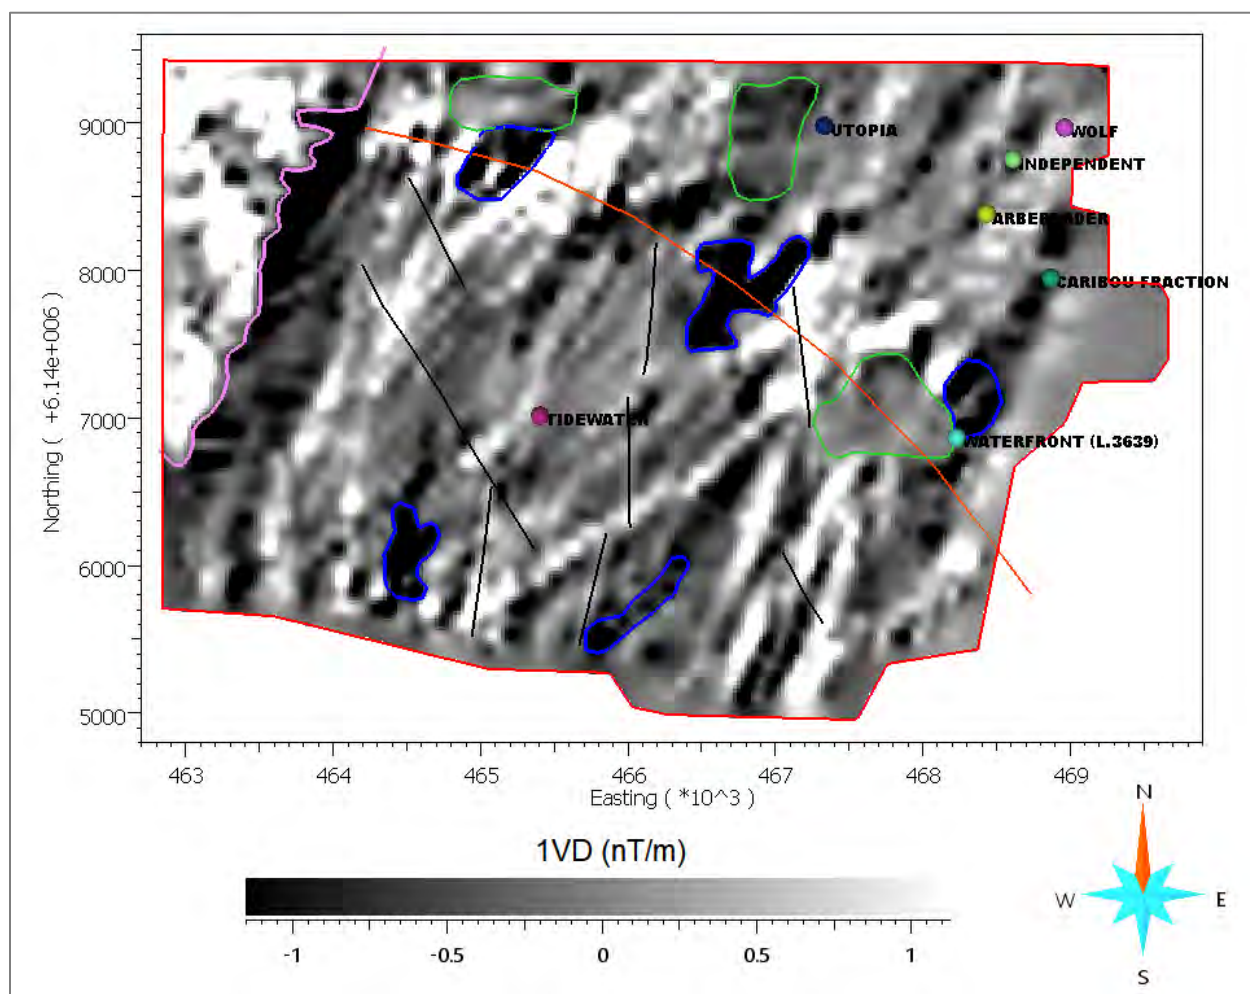 9000
8000
7000
6000
5000
Northing ( +6.14e+006 )
UTOPIA
WOLF
INDEPENDENT
CARIBOU FRACTION
TIDEWATER
WATERFRONT (L.3639)
463 464 465 466 467 468 469
Easting ( *10^3 )
1VD (nT/m)
-1 -0.5 0 0.5 1
N
W E
S